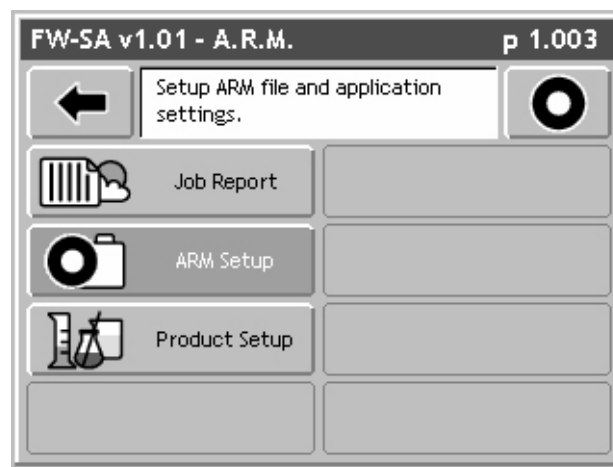 FW-SA v1.01 - A.R.M. p 1.003
Setup ARM file and application
settings.
Job Report
ARM Setup
Product Setup